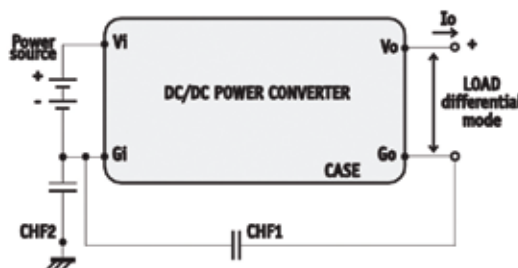 Power
source
+
-
Vi
Gi
DC/DC POWER CONVERTER
CASE
Vo
Go
Io
+
LOAD
differential
mode
CHF2
CHF1